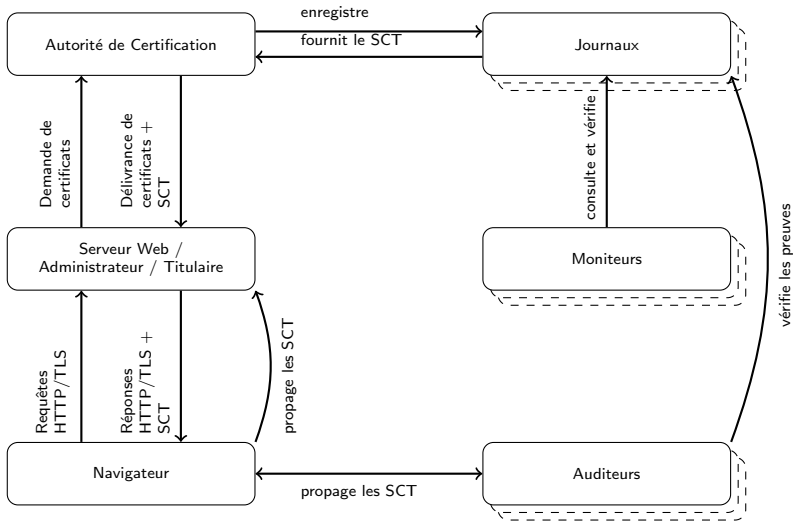 enregistre
Autorité de Certification
fournit le SCT
Journaux
Demande de
certificats
Délivrance de
certificats +
SCT
consulte et vérifie
Serveur Web /
Administrateur / Titulaire
Moniteurs
vérifie les preuves
Requêtes
HTTP/TLS
Réponses
HTTP/TLS +
SCT
propage les SCT
Navigateur
propage les SCT
Auditeurs